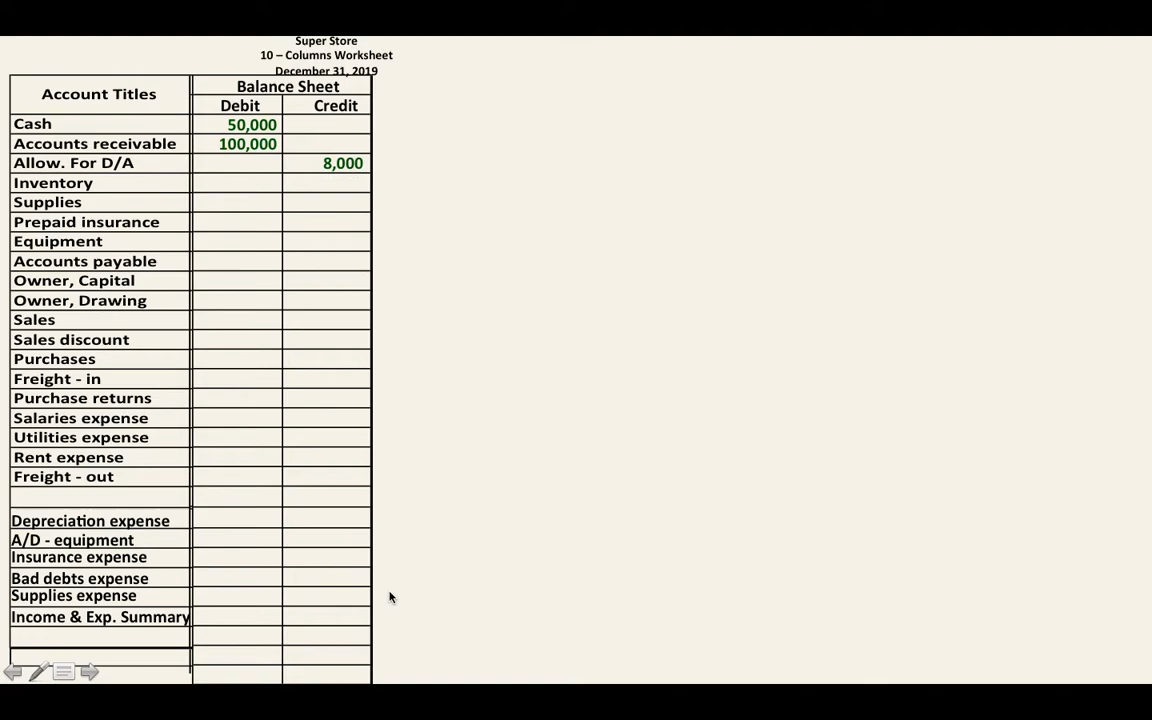 Super Store
10 – Columns Worksheet
December 31, 2019
Account Titles
Balance Sheet
Debit Credit
Cash 50,000
Accounts receivable 100,000
Allow. For D/A 8,000
Inventory
Supplies
Prepaid insurance
Equipment
Accounts payable
Owner, Capital
Owner, Drawing
Sales
Sales discount
Purchases
Freight - in
Purchase returns
Salaries expense
Utilities expense
Rent expense
Freight - out
Depreciation expense
A/D - equipment
Insurance expense
Bad debts expense
Supplies expense
Income & Exp. Summary